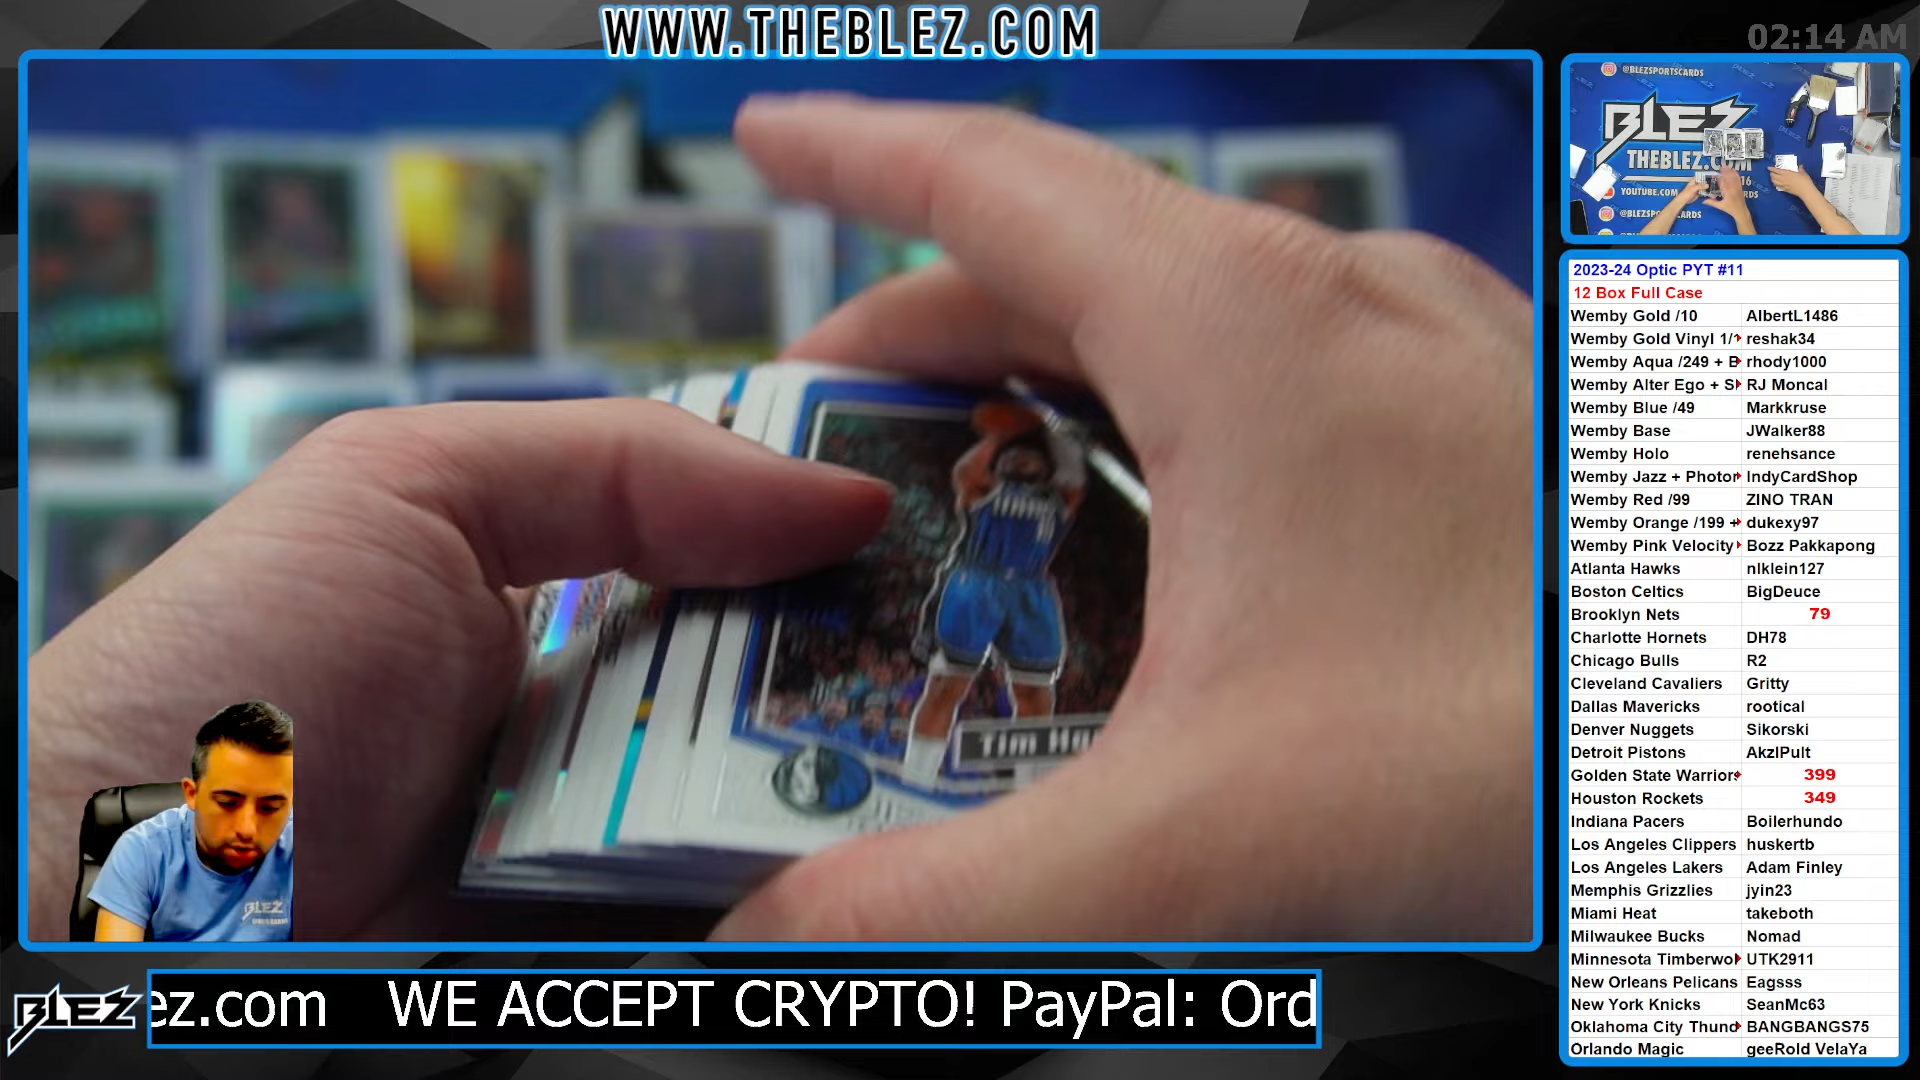 WWW.THEBLEZ.COM
02:14 AM
@BLEZSPORTSCARDS
BLEZ
THEBLEZ.COM
YOUTUBE.COM
2023-24 Optic PYT #11
12 Box Full Case
Wemby Gold /10 AlbertL1486
Wemby Gold Vinyl 1/1 reshak34
Wemby Aqua /249 + B rhody1000
Wemby Alter Ego + S RJ Moncal
Wemby Blue /49 Markkruse
Wemby Base JWalker88
Wemby Holo renehsance
Wemby Jazz + Photon IndyCardShop
Wemby Red /99 ZINO TRAN
Wemby Orange /199 + dukexy97
Wemby Pink Velocity Bozz Pakkapong
Atlanta Hawks nlklein127
Boston Celtics BigDeuce
Brooklyn Nets 79
Charlotte Hornets DH78
Chicago Bulls R2
Cleveland Cavaliers Gritty
Dallas Mavericks rootical
Denver Nuggets Sikorski
Detroit Pistons AkzlPult
Golden State Warriors 399
Houston Rockets 349
Indiana Pacers Boilerhundo
Los Angeles Clippers huskertb
Los Angeles Lakers Adam Finley
Memphis Grizzlies jyin23
Miami Heat takeboth
Milwaukee Bucks Nomad
Minnesota Timberwol UTK2911
New Orleans Pelicans Eagsss
New York Knicks SeanMc63
Oklahoma City Thund BANGBANGS75
Orlando Magic geeRold VelaYa
Tim Ha
BLEZ
BLEZ
ez.com WE ACCEPT CRYPTO! PayPal: Ord